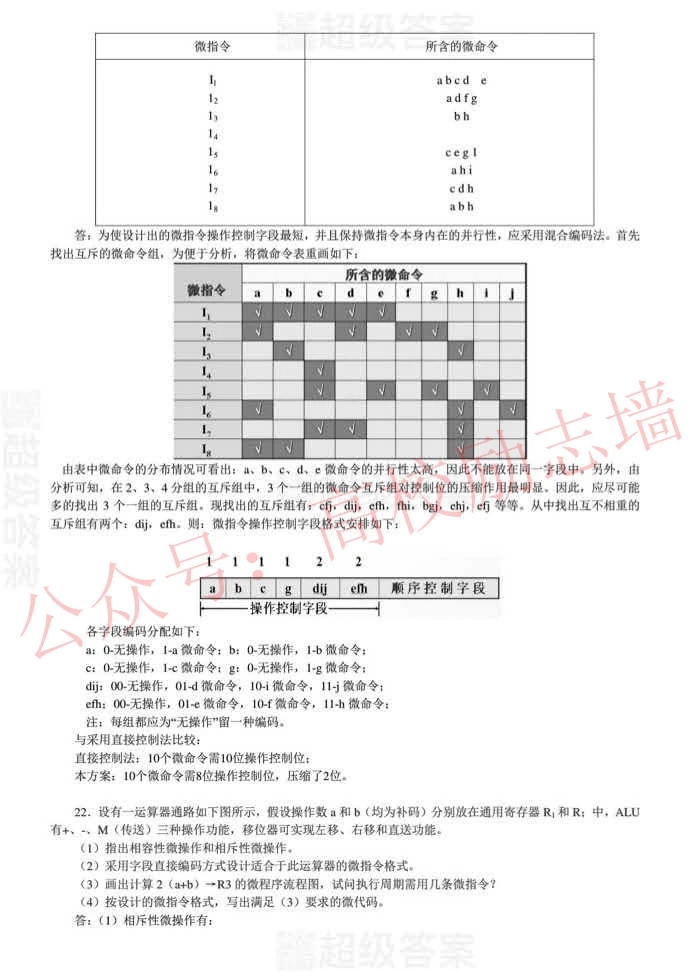 超级答案
微指令 所含的微命令
I1 a b c d e
I2 a d f g
I3 b h
I4
I5 c e g l
I6 a h i
I7 c d h
I8 a b h
答：为使设计出的微指令操作控制字段最短，并且保持微指令本身内在的并行性，应采用混合编码法。首先
找出互斥的微命令组，为便于分析，将微命令表重画如下：
微指令 所含的微命令
a b c d e f g h i j
I1 √ √ √ √ √
I2 √ √ √ √
I3 √ √
I4 √
I5 √ √ √ √
I6 √ √ √
I7 √ √ √
I8 √ √ √
由表中微命令的分布情况可看出：a、b、c、d、e 微命令的并行性太高，因此不能放在同一字段中。另外，由
分析可知，在 2、3、4 分组的互斥组中，3 个一组的微命令互斥组对控制位的压缩作用最明显。因此，应尽可能
多的找出 3 个一组的互斥组。现找出的互斥组有：cfj，dij，efh，fhi，bgj，ehj，efj 等等。从中找出互不相重的
互斥组有两个：dij，efh。则：微指令操作控制字段格式安排如下：
1 1 1 1 2 2
a b c g dij efh 顺序控制字段
操作控制字段
各字段编码分配如下：
a：0-无操作，1-a 微命令；b：0-无操作，1-b 微命令；
c：0-无操作，1-c 微命令；g：0-无操作，1-g 微命令；
dij：00-无操作，01-d 微命令，10-i 微命令，11-j 微命令；
efh：00-无操作，01-e 微命令，10-f 微命令，11-h 微命令；
注：每组都应为“无操作”留一种编码。
与采用直接控制法比较：
直接控制法：10个微命令需10位操作控制位；
本方案：10个微命令需8位操作控制位，压缩了2位。
22．设有一运算器通路如下图所示，假设操作数 a 和 b（均为补码）分别放在通用寄存器 R1 和 R；中，ALU
有+、-、M（传送）三种操作功能，移位器可实现左移、右移和直送功能。
（1）指出相容性微操作和相斥性微操作。
（2）采用字段直接编码方式设计适合于此运算器的微指令格式。
（3）画出计算 2（a+b）→R3 的微程序流程图，试问执行周期需用几条微指令？
（4）按设计的微指令格式，写出满足（3）要求的微代码。
答：（1）相斥性微操作有：
超级答案
超级答案
公众号：高校励志墙